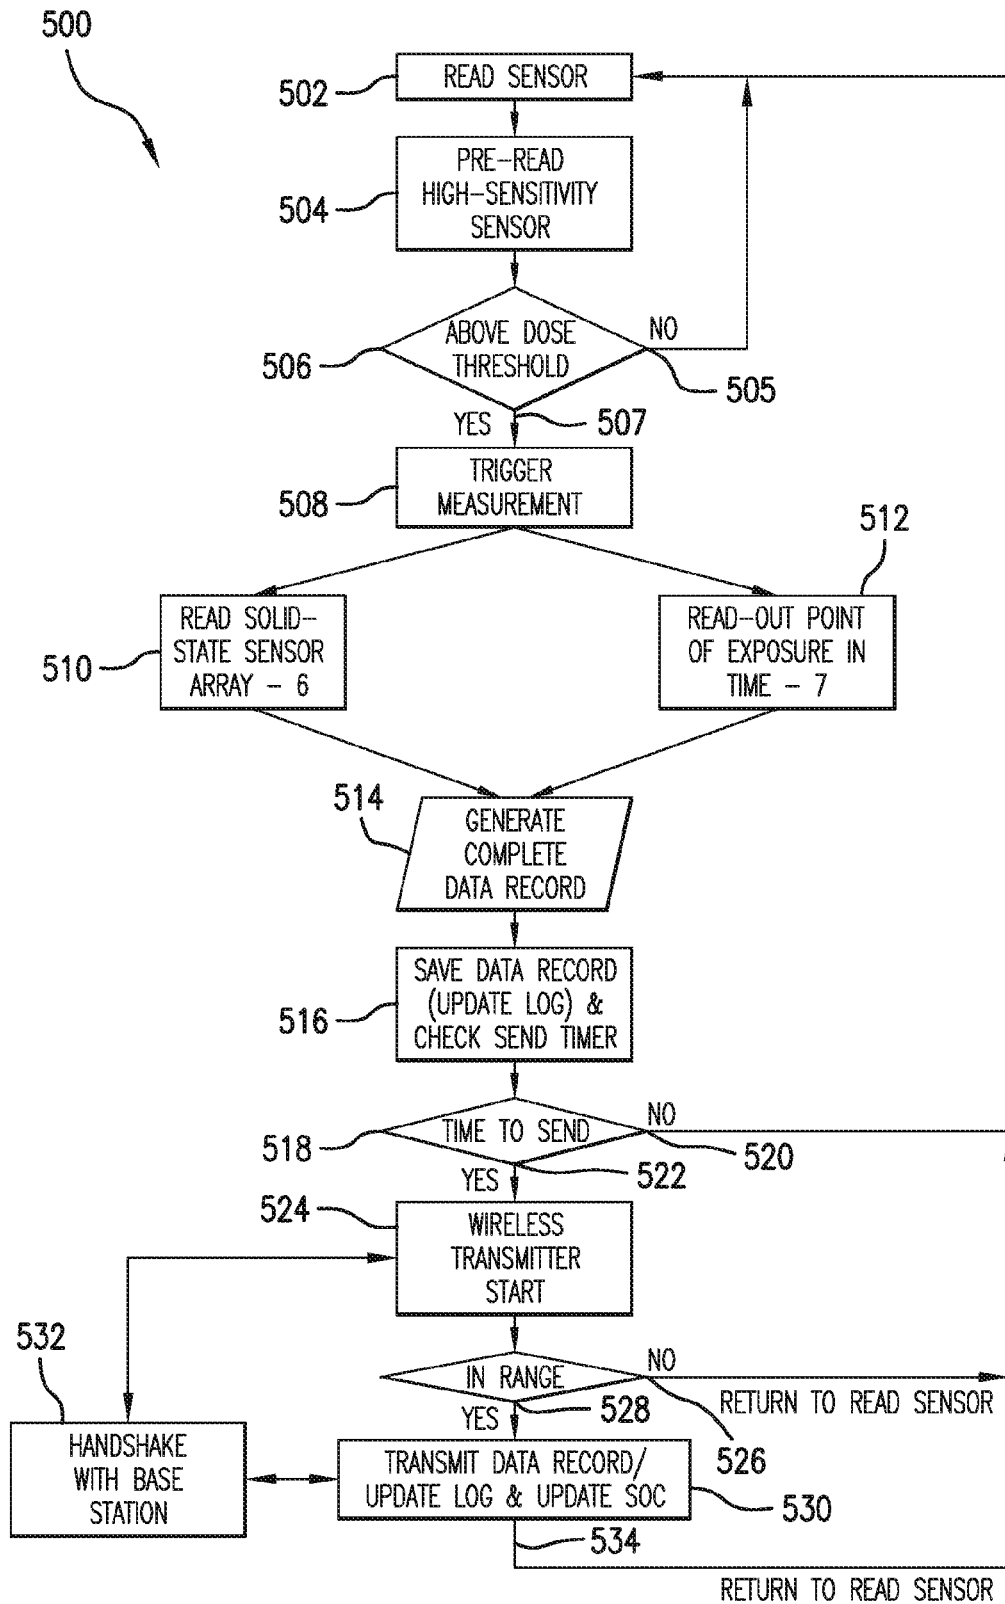 500
502
READ SENSOR
504
PRE-READ
HIGH-SENSITIVITY
SENSOR
506
ABOVE DOSE
THRESHOLD
NO
505
YES
507
508
TRIGGER
MEASUREMENT
512
510
READ SOLID-
STATE SENSOR
ARRAY - 6
READ-OUT POINT
OF EXPOSURE IN
TIME - 7
514
GENERATE
COMPLETE
DATA RECORD
516
SAVE DATA RECORD
(UPDATE LOG) &
CHECK SEND TIMER
518
TIME TO SEND
NO
520
YES
522
524
WIRELESS
TRANSMITTER
START
532
IN RANGE
NO
RETURN TO READ SENSOR
526
YES
528
HANDSHAKE
WITH BASE
STATION
TRANSMIT DATA RECORD/
UPDATE LOG & UPDATE SOC
530
534
RETURN TO READ SENSOR